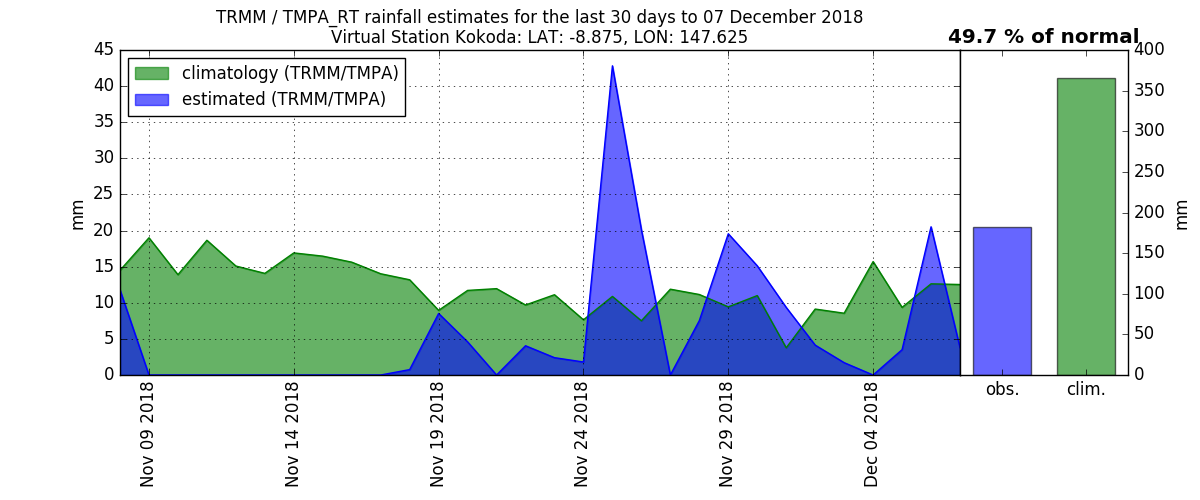 TRMM / TMPA_RT rainfall estimates for the last 30 days to 07 December 2018
Virtual Station Kokoda: LAT: -8.875, LON: 147.625
49.7 % of normal
climatology (TRMM/TMPA)
estimated (TRMM/TMPA)
mm
45
40
35
30
25
20
15
10
5
0
Nov 09 2018
Nov 14 2018
Nov 19 2018
Nov 24 2018
Nov 29 2018
Dec 04 2018
obs.
clim.
400
350
300
250
200
150
100
50
0
mm